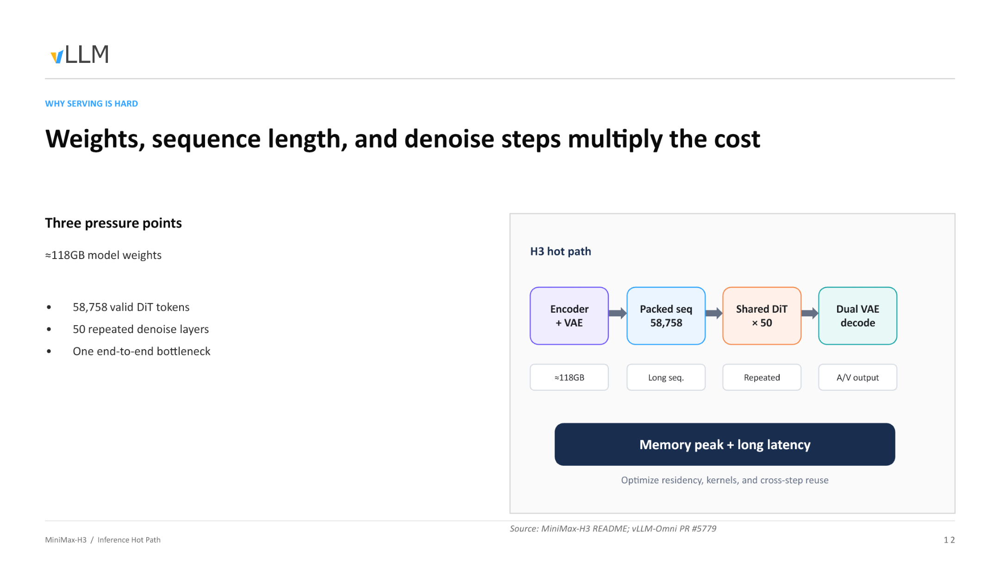 vLLM
WHY SERVING IS HARD
Weights, sequence length, and denoise steps multiply the cost
Three pressure points
≈118GB model weights
• 58,758 valid DiT tokens
• 50 repeated denoise layers
• One end-to-end bottleneck
H3 hot path
Encoder
+ VAE
Packed seq
58,758
Shared DiT
× 50
Dual VAE
decode
≈118GB
Long seq.
Repeated
A/V output
Memory peak + long latency
Optimize residency, kernels, and cross-step reuse
Source: MiniMax-H3 README; vLLM-Omni PR #5779
MiniMax-H3 / Inference Hot Path
12